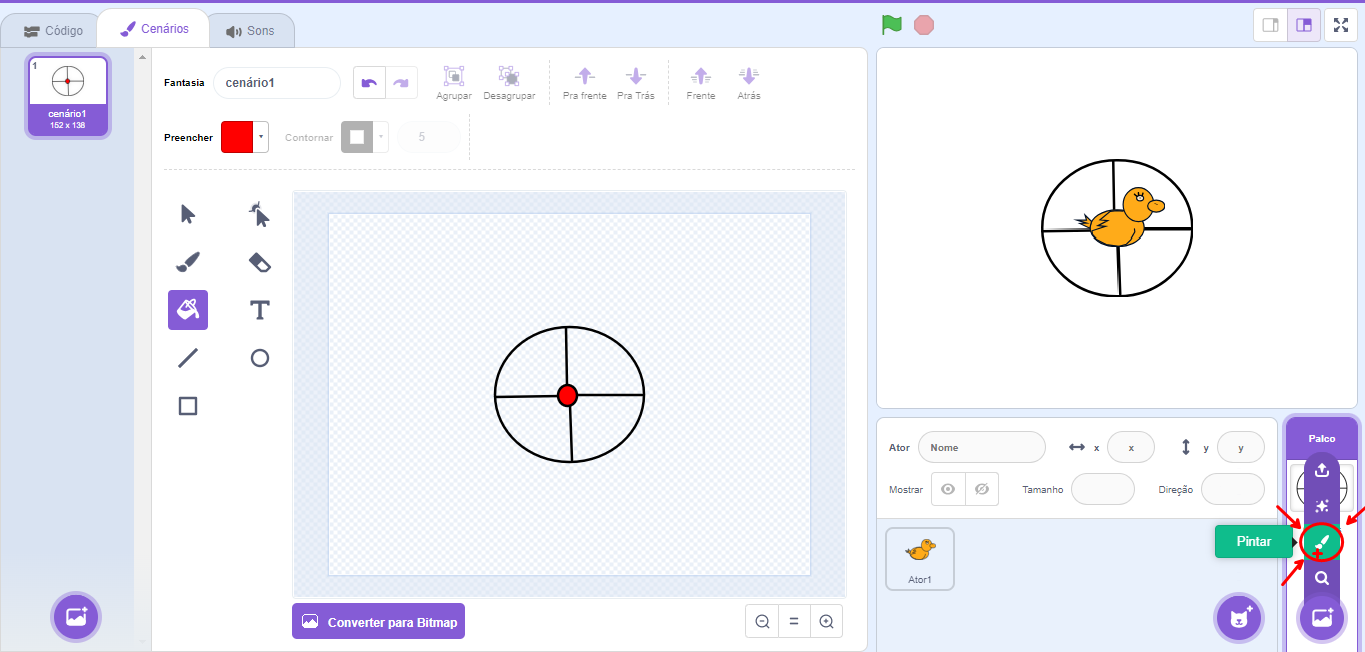 Código
Cenários
Sons
1
cenário1
152 x 138
Fantasia
cenário1
Agrupar
Desagrupar
Pra frente
Pra Trás
Frente
Atrás
Preencher
Contornar
5
T
Converter para Bitmap
=
Ator
Nome
x
x
y
y
Mostrar
Tamanho
Direção
Palco
Pintar
Ator1